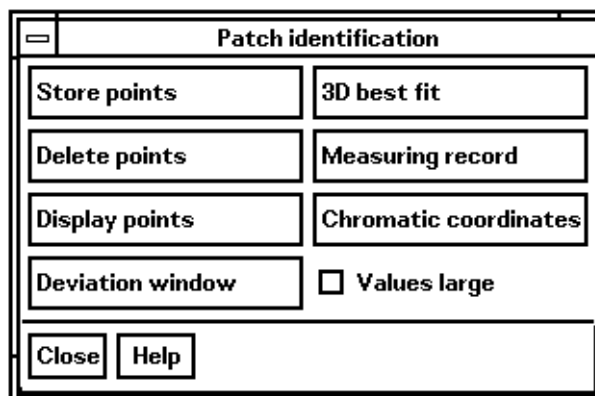 Patch identification
Store points
3D best fit
Delete points
Measuring record
Display points
Chromatic coordinates
Deviation window
Values large
Close
Help